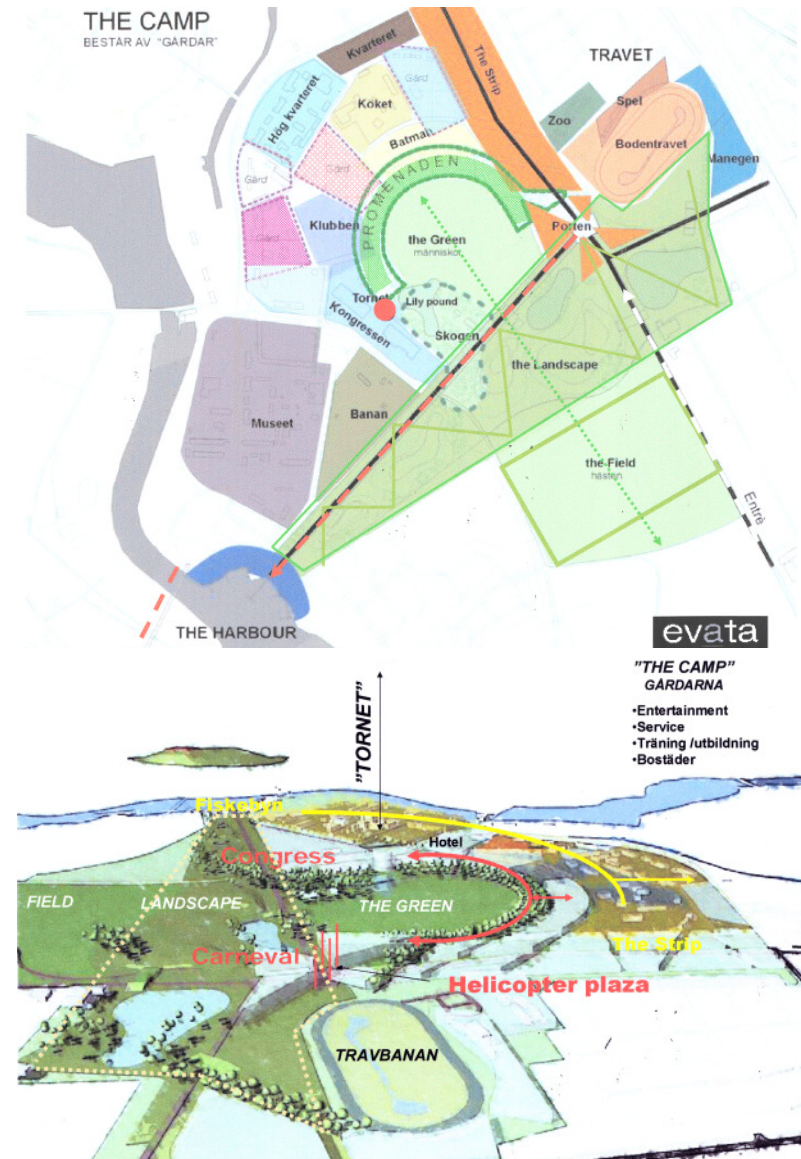 THE CAMP
BESTÅR AV "GÅRDAR"
Kvarteret
The Strip
TRAVET
Hög kvarteret
Köket
Gård
Zoo
Spel
Bodentravet
Manegen
Batmal
Gård
Gård
Gård
PROMENADEN
Klubben
the Green
människor
Porten
Tornet
Lily pound
Kongressen
Skogen
the Landscape
Museet
Banan
the Field
hästen
Entré
THE HARBOUR
evata
"THE CAMP"
GÅRDARNA
•Entertainment
•Service
•Träning /utbildning
•Bostäder
"TORNET"
Fiskebyn
Hotel
Congress
FIELD
LANDSCAPE
THE GREEN
The Strip
Carneval
Helicopter plaza
TRAVBANAN